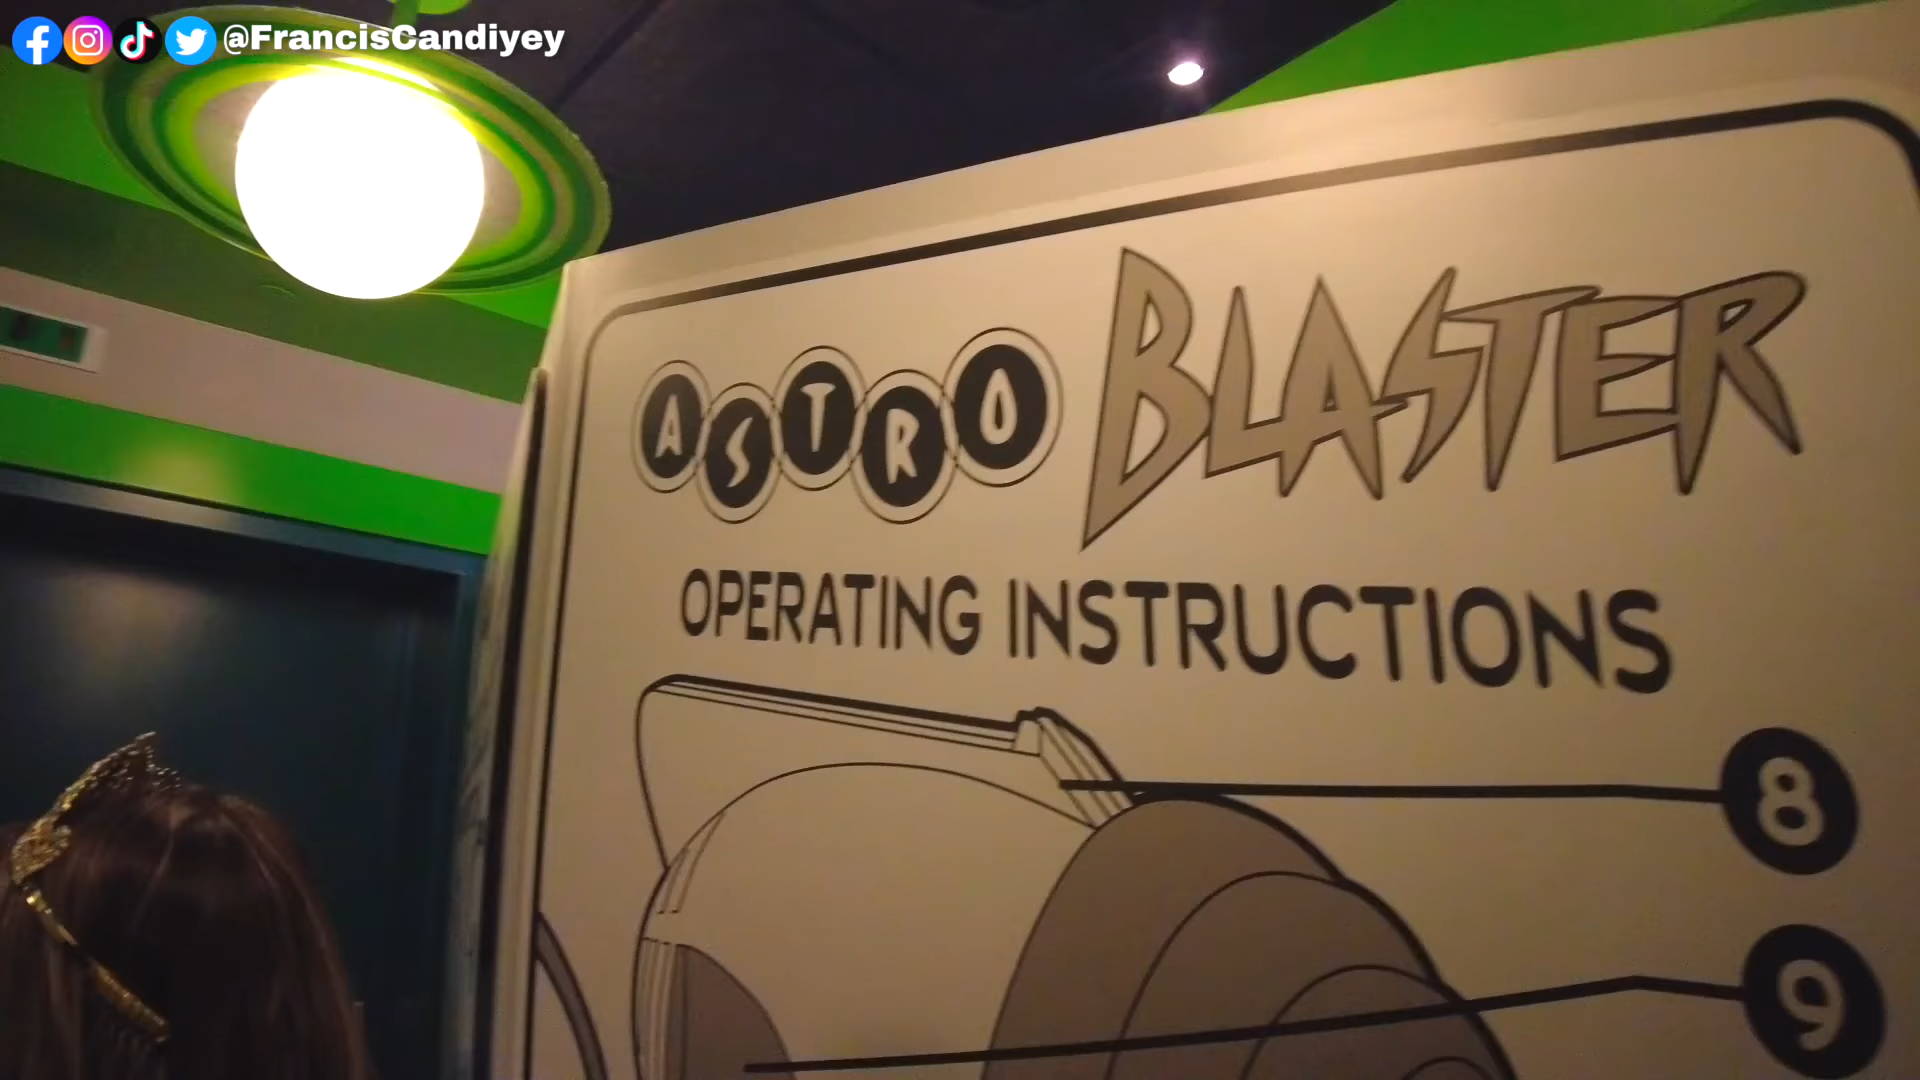 @FrancisCandiyey
ASTRO BLASTER
OPERATING INSTRUCTIONS
8
9